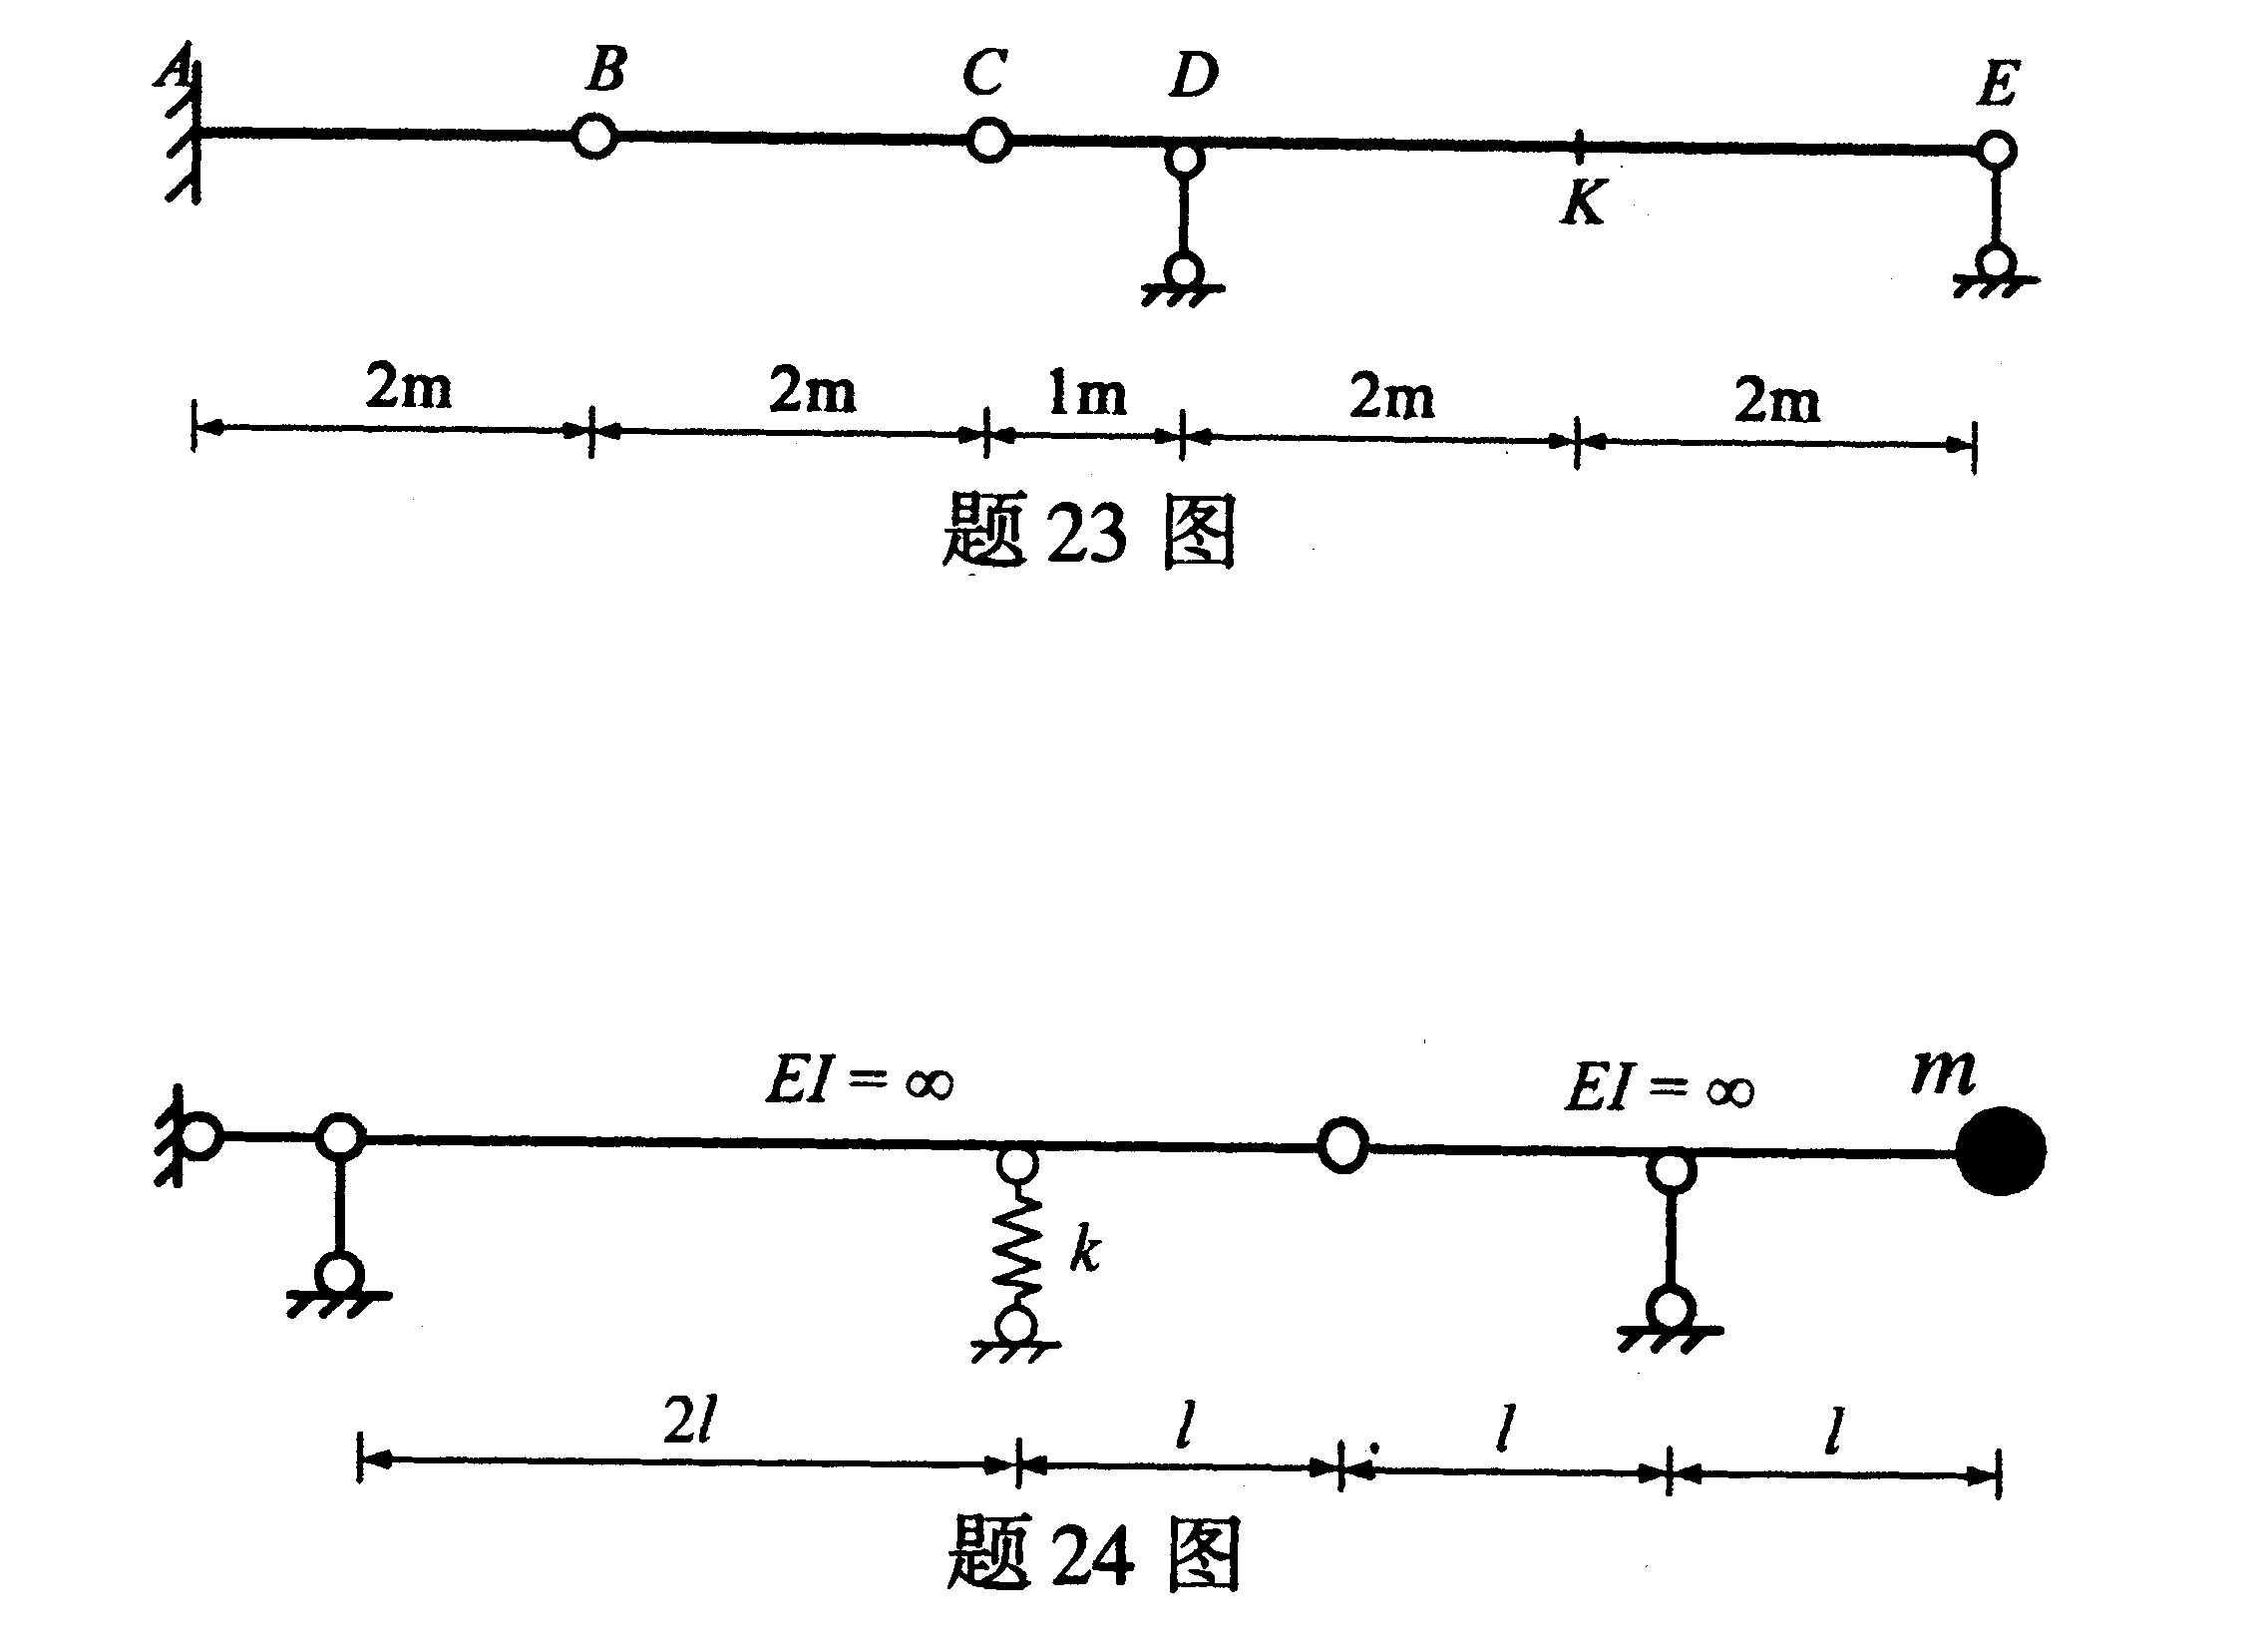 A B C D E
K
2m 2m 1m 2m 2m
题 23 图
EI = ∞ EI = ∞ m
k
2l l l l
题 24 图